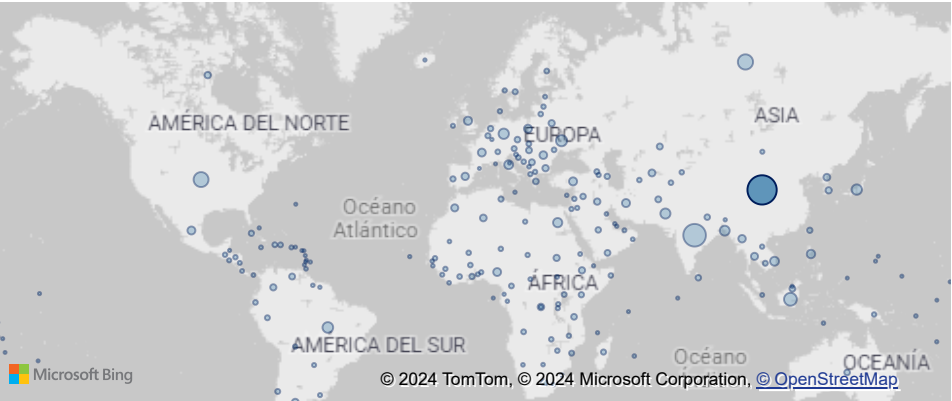 AMÉRICA DEL NORTE
EUROPA
ASIA
Océano
Atlántico
ÁFRICA
AMÉRICA DEL SUR
Océano
OCEANÍA
Microsoft Bing
© 2024 TomTom, © 2024 Microsoft Corporation, © OpenStreetMap